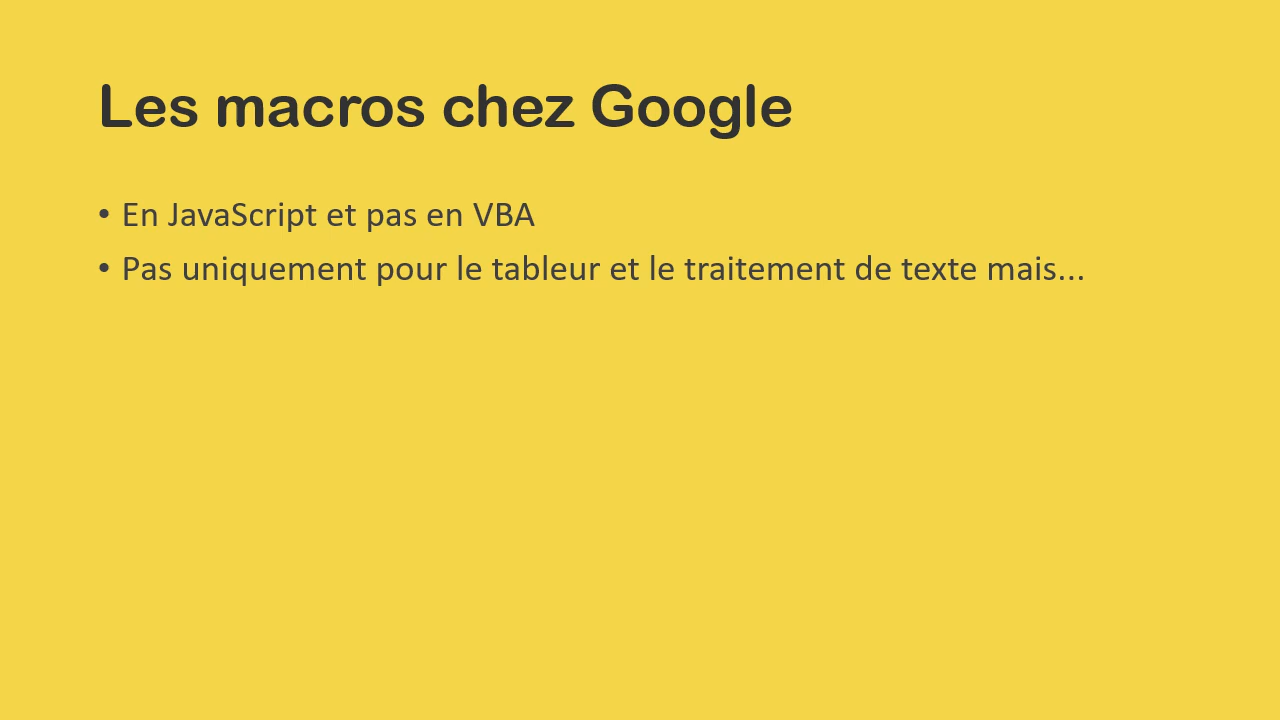 Les macros chez Google
• En JavaScript et pas en VBA
• Pas uniquement pour le tableur et le traitement de texte mais...